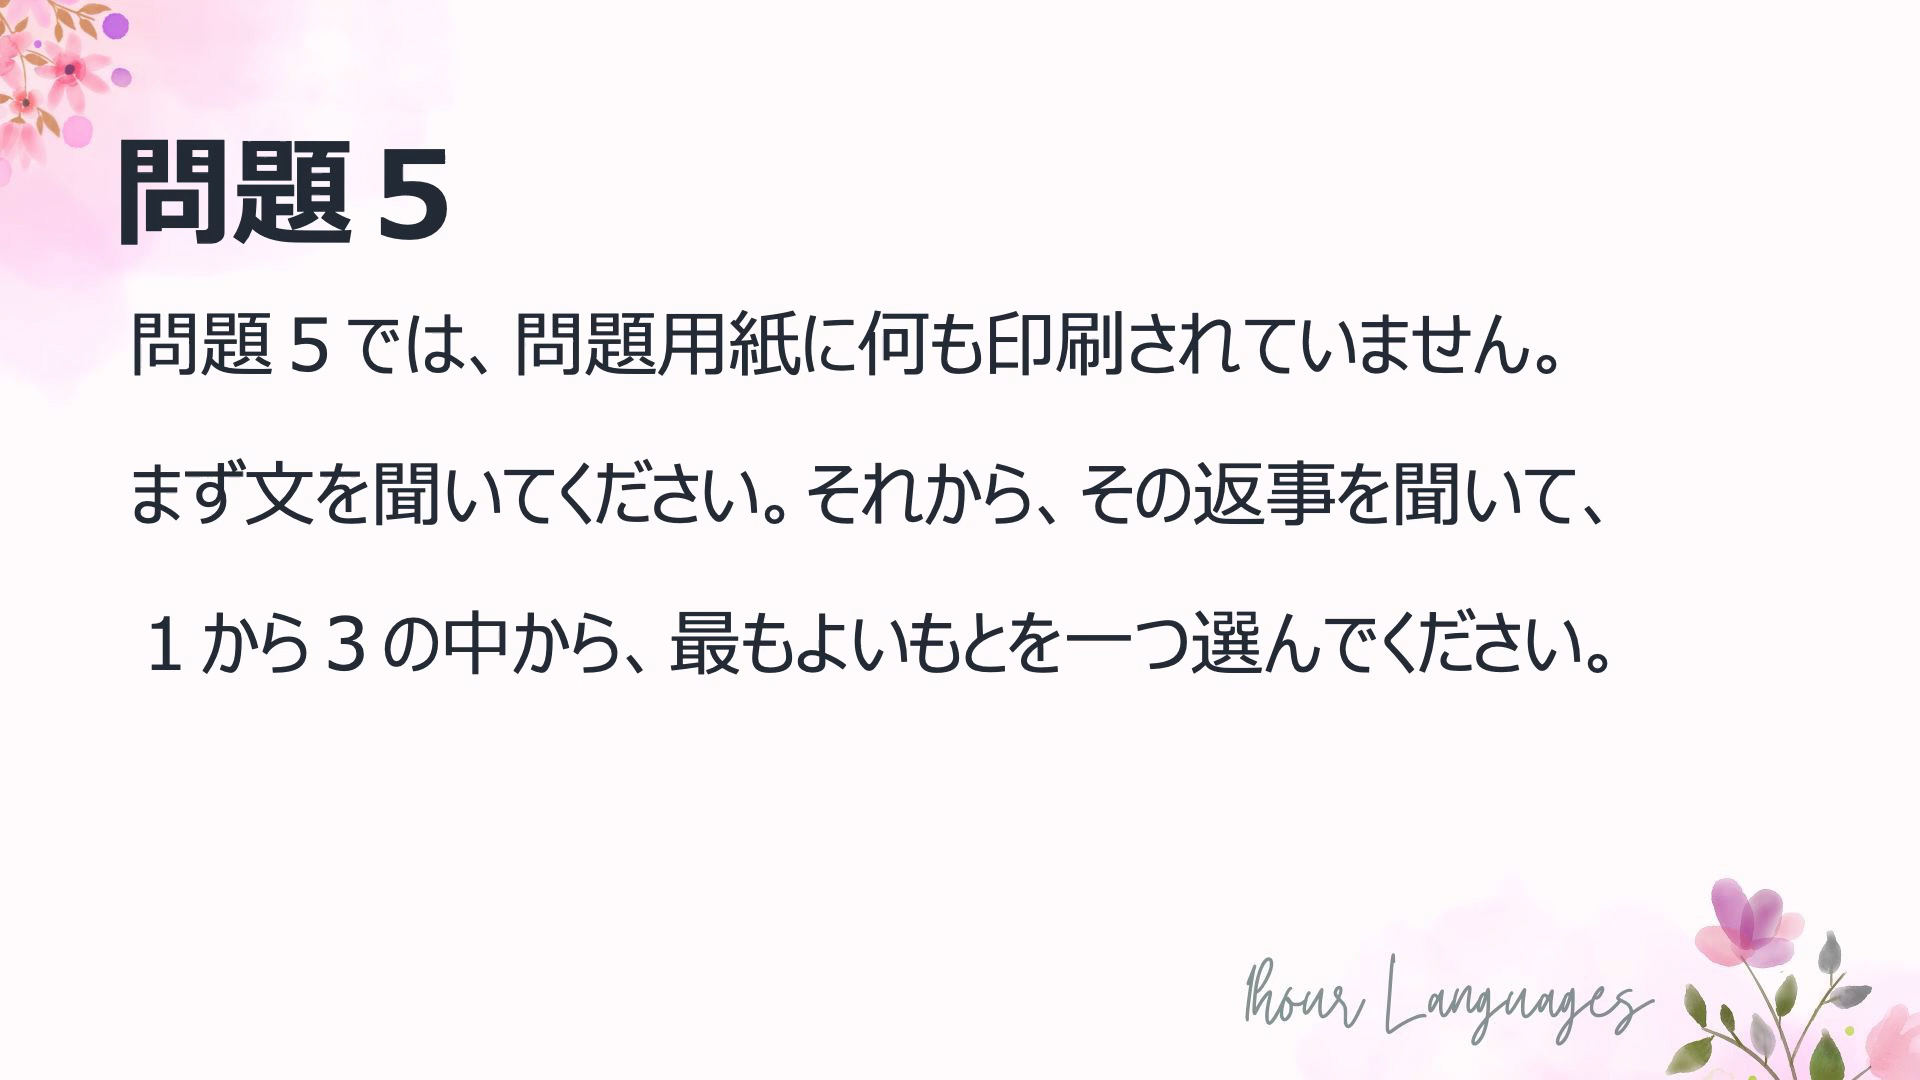 問題５
問題５では、問題用紙に何も印刷されていません。
まず文を聞いてください。それから、その返事を聞いて、
１から３の中から、最もよいもとを一つ選んでください。
1hour Languages